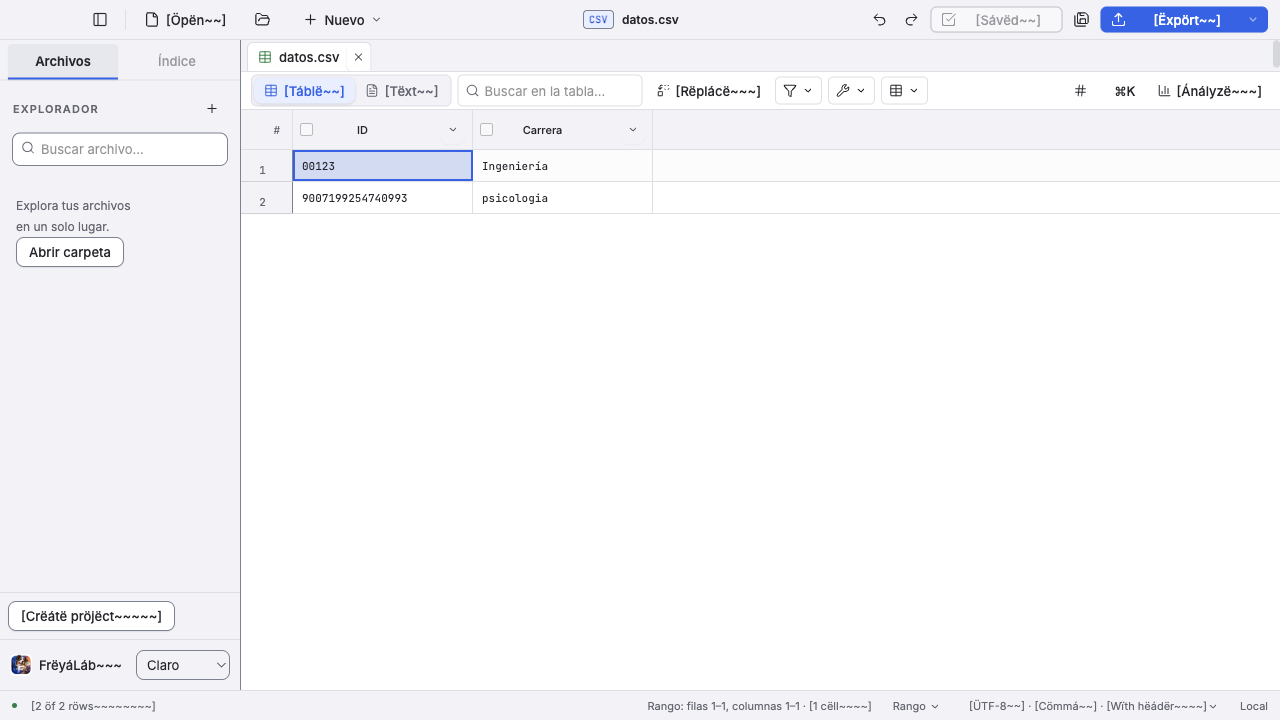 [Öpën~~]
Nuevo
CSV datos.csv
[Sávëd~~]
[Ëxpört~~]
Archivos
Índice
datos.csv
EXPLORADOR
[Táblë~~]
[Tëxt~~]
Buscar en la tabla...
[Rëplácë~~~]
⌘K
[Ánályzë~~~]
Buscar archivo...
# ID Carrera
1 00123 Ingeniería
2 9007199254740993 psicologia
Explora tus archivos
en un solo lugar.
Abrir carpeta
[Crëátë pröjëct~~~~~]
FrëyáLáb~~~
Claro
[2 öf 2 röws~~~~~~~~]
Rango: filas 1–1, columnas 1–1 · [1 cëll~~~~]
Rango
[ÜTF-8~~] · [Cömmá~~] · [Wíth hëádër~~~~]
Local